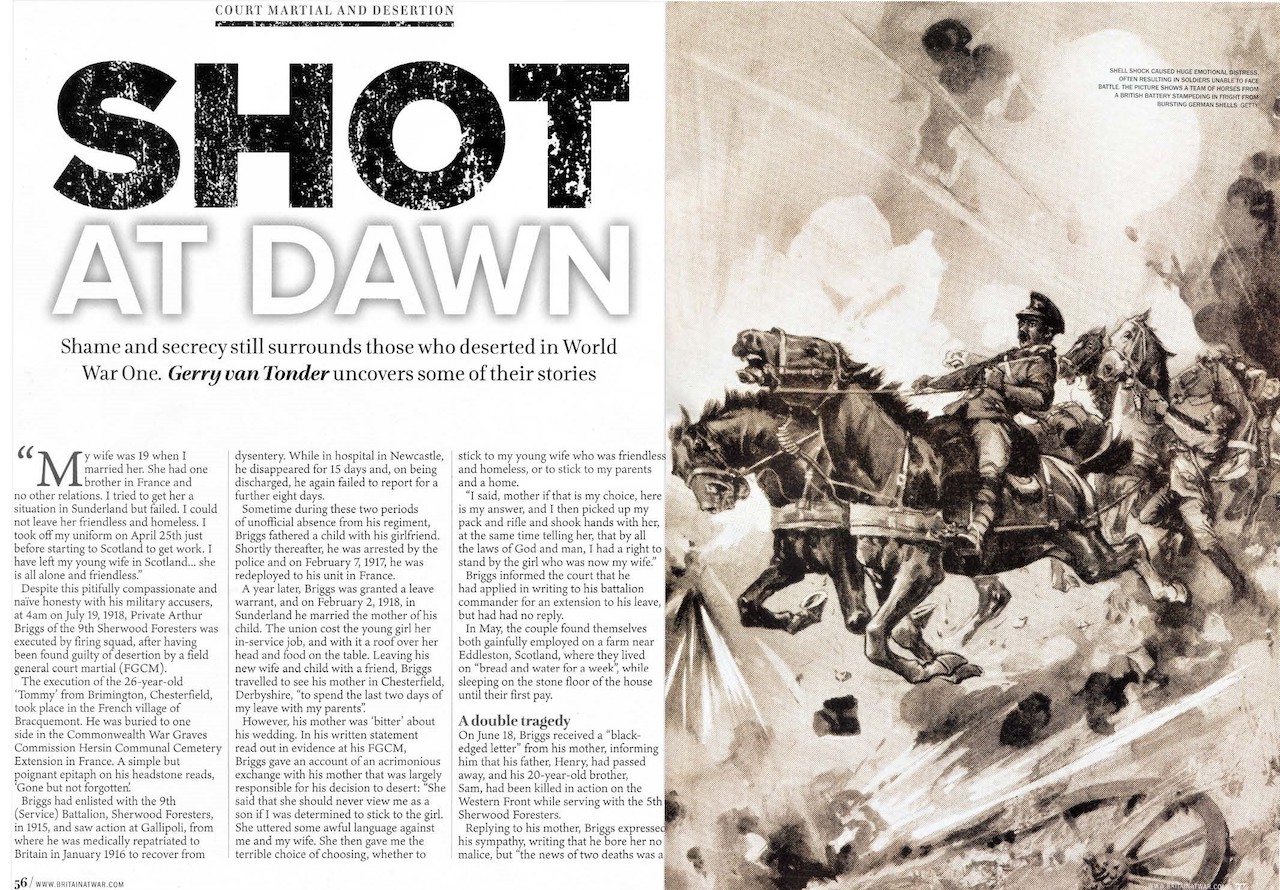 COURT MARTIAL AND DESERTION
SHOT
AT DAWN
Shame and secrecy still surrounds those who deserted in World
War One. Gerry van Tonder uncovers some of their stories
“My wife was 19 when I
married her. She had one
brother in France and
no other relations. I tried to get her a
situation in Sunderland but failed. I could
not leave her friendless and homeless. I
took off my uniform on April 25th just
before starting to Scotland to get work. I
have left my young wife in Scotland... she
is all alone and friendless.”
Despite this pitifully compassionate and
naïve honesty with his military accusers,
at 4am on July 19, 1918, Private Arthur
Briggs of the 9th Sherwood Foresters was
executed by firing squad, after having
been found guilty of desertion by a field
general court martial (FGCM).
The execution of the 26-year-old
‘Tommy’ from Brimington, Chesterfield,
took place in the French village of
Bracquemont. He was buried to one
side in the Commonwealth War Graves
Commission Hersin Communal Cemetery
Extension in France. A simple but
poignant epitaph on his headstone reads,
‘Gone but not forgotten’.
Briggs had enlisted with the 9th
(Service) Battalion, Sherwood Foresters,
in 1915, and saw action at Gallipoli, from
where he was medically repatriated to
Britain in January 1916 to recover from
dysentery. While in hospital in Newcastle,
he disappeared for 15 days and, on being
discharged, he again failed to report for a
further eight days.
Sometime during these two periods
of unofficial absence from his regiment,
Briggs fathered a child with his girlfriend.
Shortly thereafter, he was arrested by the
police and on February 7, 1917, he was
redeployed to his unit in France.
A year later, Briggs was granted a leave
warrant, and on February 2, 1918, in
Sunderland he married the mother of his
child. The union cost the young girl her
in-service job, and with it a roof over her
head and food on the table. Leaving his
new wife and child with a friend, Briggs
travelled to see his mother in Chesterfield,
Derbyshire, “to spend the last two days of
my leave with my parents”.
However, his mother was ‘bitter’ about
his wedding. In his written statement
read out in evidence at his FGCM,
Briggs gave an account of an acrimonious
exchange with his mother that was largely
responsible for his decision to desert: “She
said that she should never view me as a
son if I was determined to stick to the girl.
She uttered some awful language against
me and my wife. She then gave me the
terrible choice of choosing, whether to
stick to my young wife who was friendless
and homeless, or to stick to my parents
and a home.
“I said, mother if that is my choice, here
is my answer, and I then picked up my
pack and rifle and shook hands with her,
at the same time telling her, that by all
the laws of God and man, I had a right to
stand by the girl who was now my wife.”
Briggs informed the court that he
had applied in writing to his battalion
commander for an extension to his leave,
but had had no reply.
In May, the couple found themselves
both gainfully employed on a farm near
Eddleston, Scotland, where they lived
on “bread and water for a week”, while
sleeping on the stone floor of the house
until their first pay.
A double tragedy
On June 18, Briggs received a “black-
edged letter” from his mother, informing
him that his father, Henry, had passed
away, and his 20-year-old brother,
Sam, had been killed in action on the
Western Front while serving with the 5th
Sherwood Foresters.
Replying to his mother, Briggs expressed
his sympathy, writing that he bore her no
malice, but “the news of two deaths was a
56 / WWW.BRITAINATWAR.COM
SHELL SHOCK CAUSED HUGE EMOTIONAL DISTRESS,
OFTEN RESULTING IN SOLDIERS UNABLE TO FACE
BATTLE. THE PICTURE SHOWS A TEAM OF HORSES FROM
A BRITISH BATTERY STAMPEDING IN FRIGHT FROM
BURSTING GERMAN SHELLS GETTY
WWW.BRITAINATWAR.COM